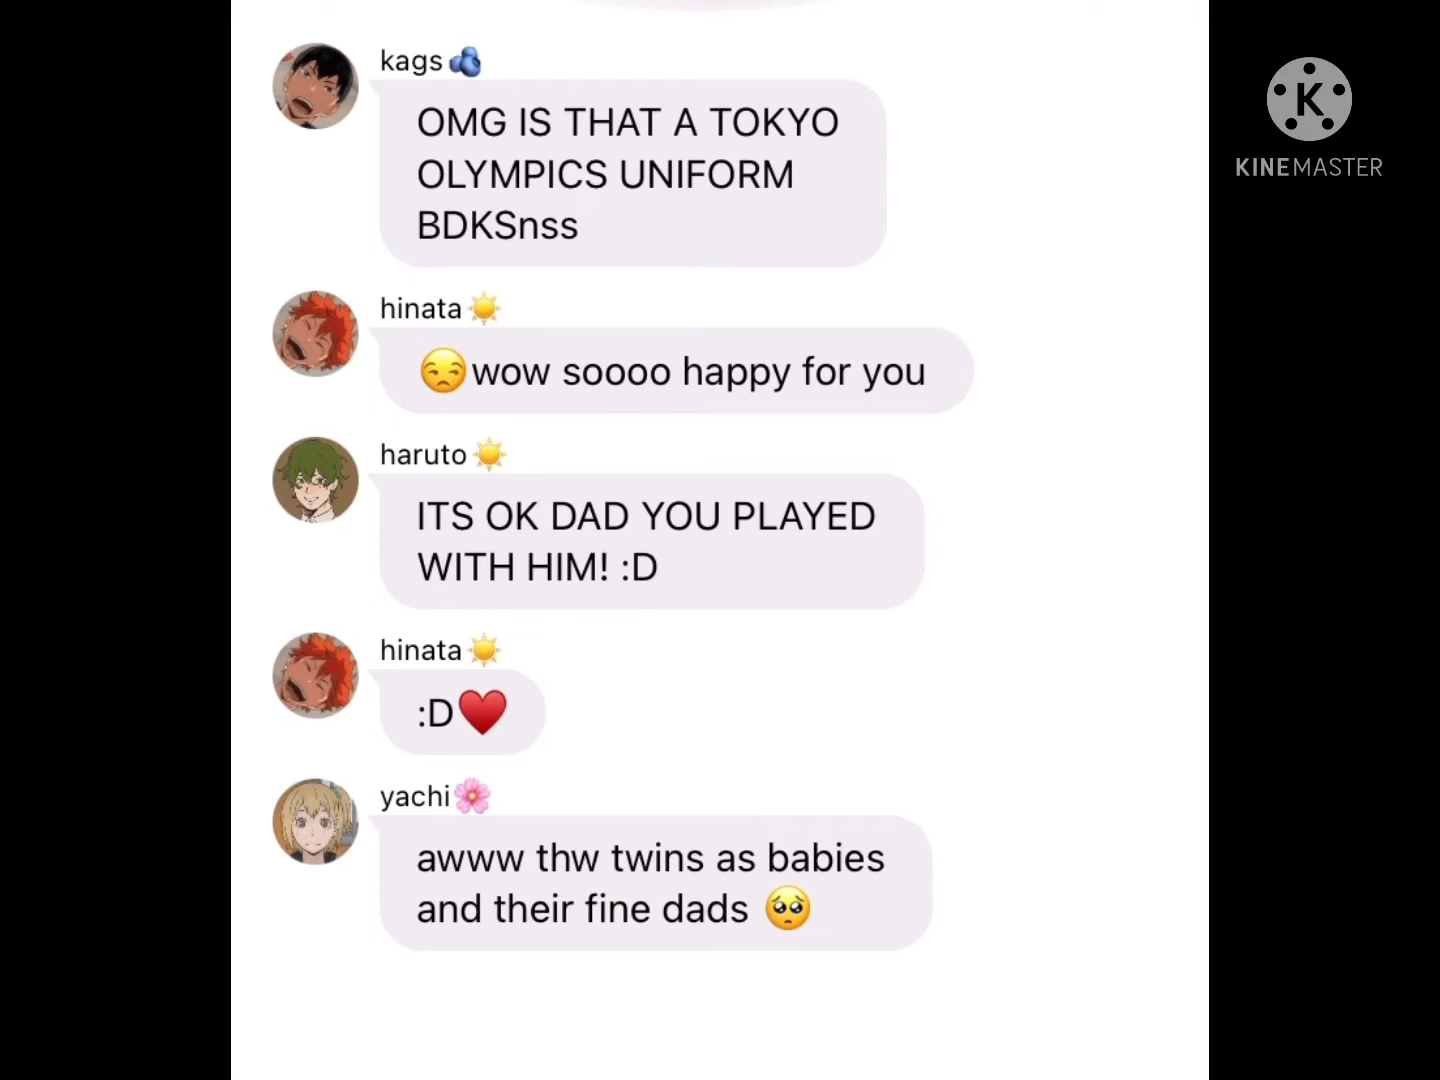 kags🫐
OMG IS THAT A TOKYO
OLYMPICS UNIFORM
BDKSnss
KINEMASTER
hinata☀️
😒wow soooo happy for you
haruto☀️
ITS OK DAD YOU PLAYED
WITH HIM! :D
hinata☀️
:D♥️
yachi🌸
awww thw twins as babies
and their fine dads 🥺